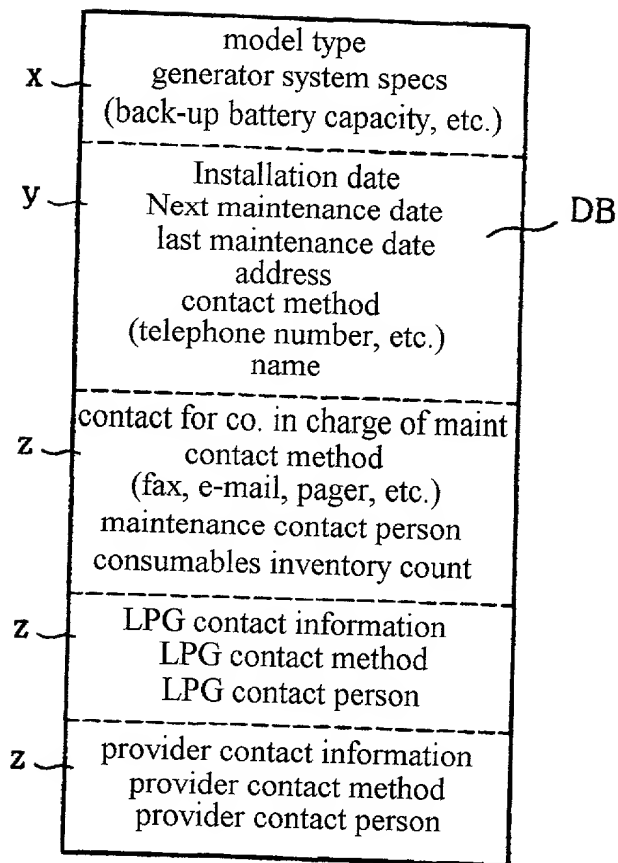 model type
x
generator system specs
(back-up battery capacity, etc.)
Installation date
y
Next maintenance date
DB
last maintenance date
address
contact method
(telephone number, etc.)
name
contact for co. in charge of maint
z
contact method
(fax, e-mail, pager, etc.)
maintenance contact person
consumables inventory count
z
LPG contact information
LPG contact method
LPG contact person
z
provider contact information
provider contact method
provider contact person